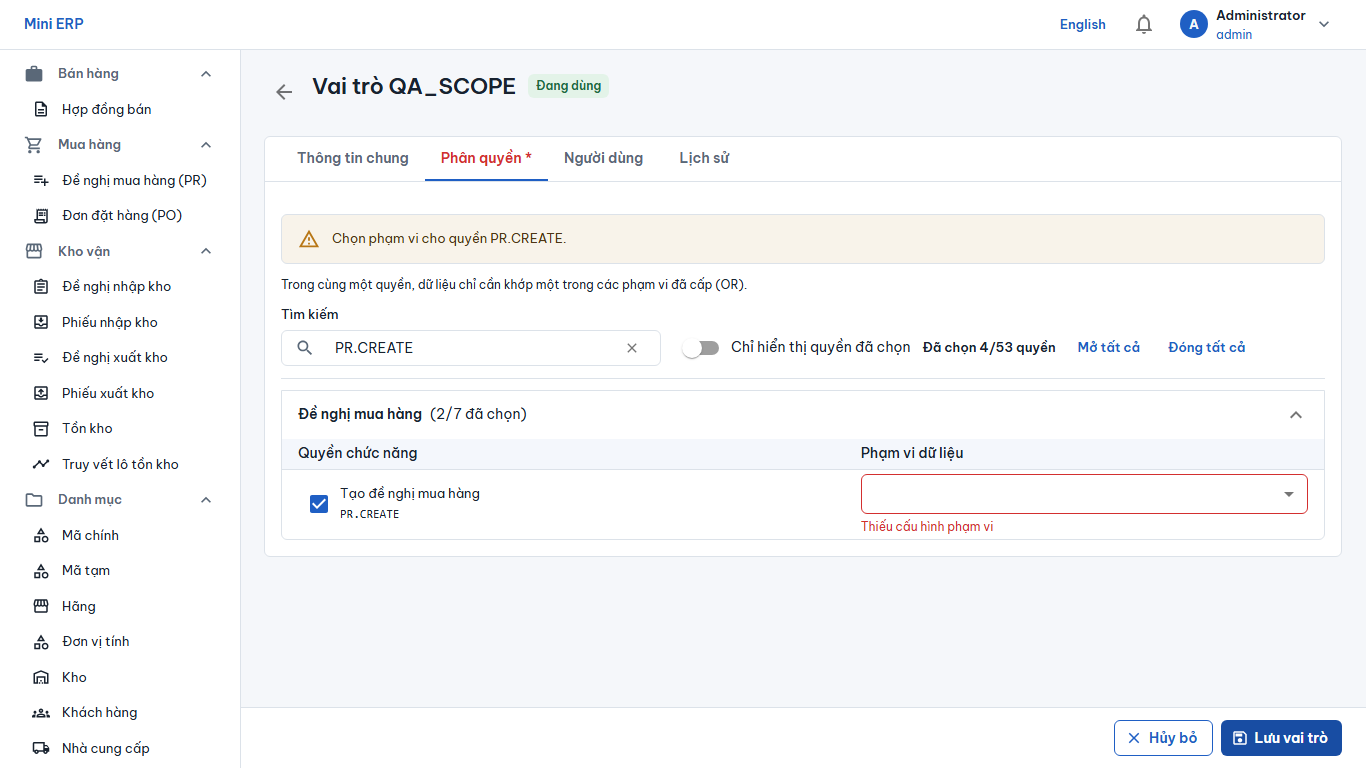 Mini ERP
English
A
Administrator
admin
Bán hàng
Hợp đồng bán
Mua hàng
Đề nghị mua hàng (PR)
Đơn đặt hàng (PO)
Kho vận
Đề nghị nhập kho
Phiếu nhập kho
Đề nghị xuất kho
Phiếu xuất kho
Tồn kho
Truy vết lô tồn kho
Danh mục
Mã chính
Mã tạm
Hãng
Đơn vị tính
Kho
Khách hàng
Nhà cung cấp
Vai trò QA_SCOPE
Đang dùng
Thông tin chung
Phân quyền *
Người dùng
Lịch sử
Chọn phạm vi cho quyền PR.CREATE.
Trong cùng một quyền, dữ liệu chỉ cần khớp một trong các phạm vi đã cấp (OR).
Tìm kiếm
PR.CREATE
Chỉ hiển thị quyền đã chọn
Đã chọn 4/53 quyền
Mở tất cả
Đóng tất cả
Đề nghị mua hàng (2/7 đã chọn)
Quyền chức năng
Phạm vi dữ liệu
Tạo đề nghị mua hàng
PR.CREATE
Thiếu cấu hình phạm vi
Hủy bỏ
Lưu vai trò